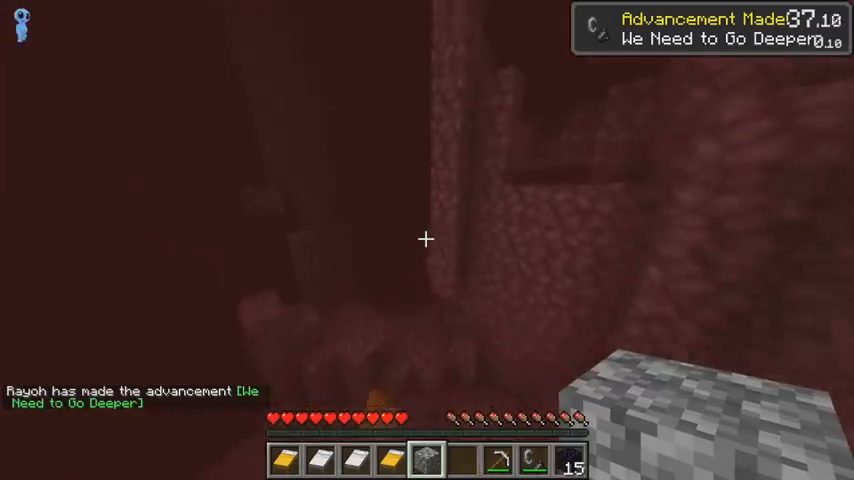 Advancement Made
37.10
We Need to Go Deeper
0.10
Rayoh has made the advancement [We
Need to Go Deeper]
15